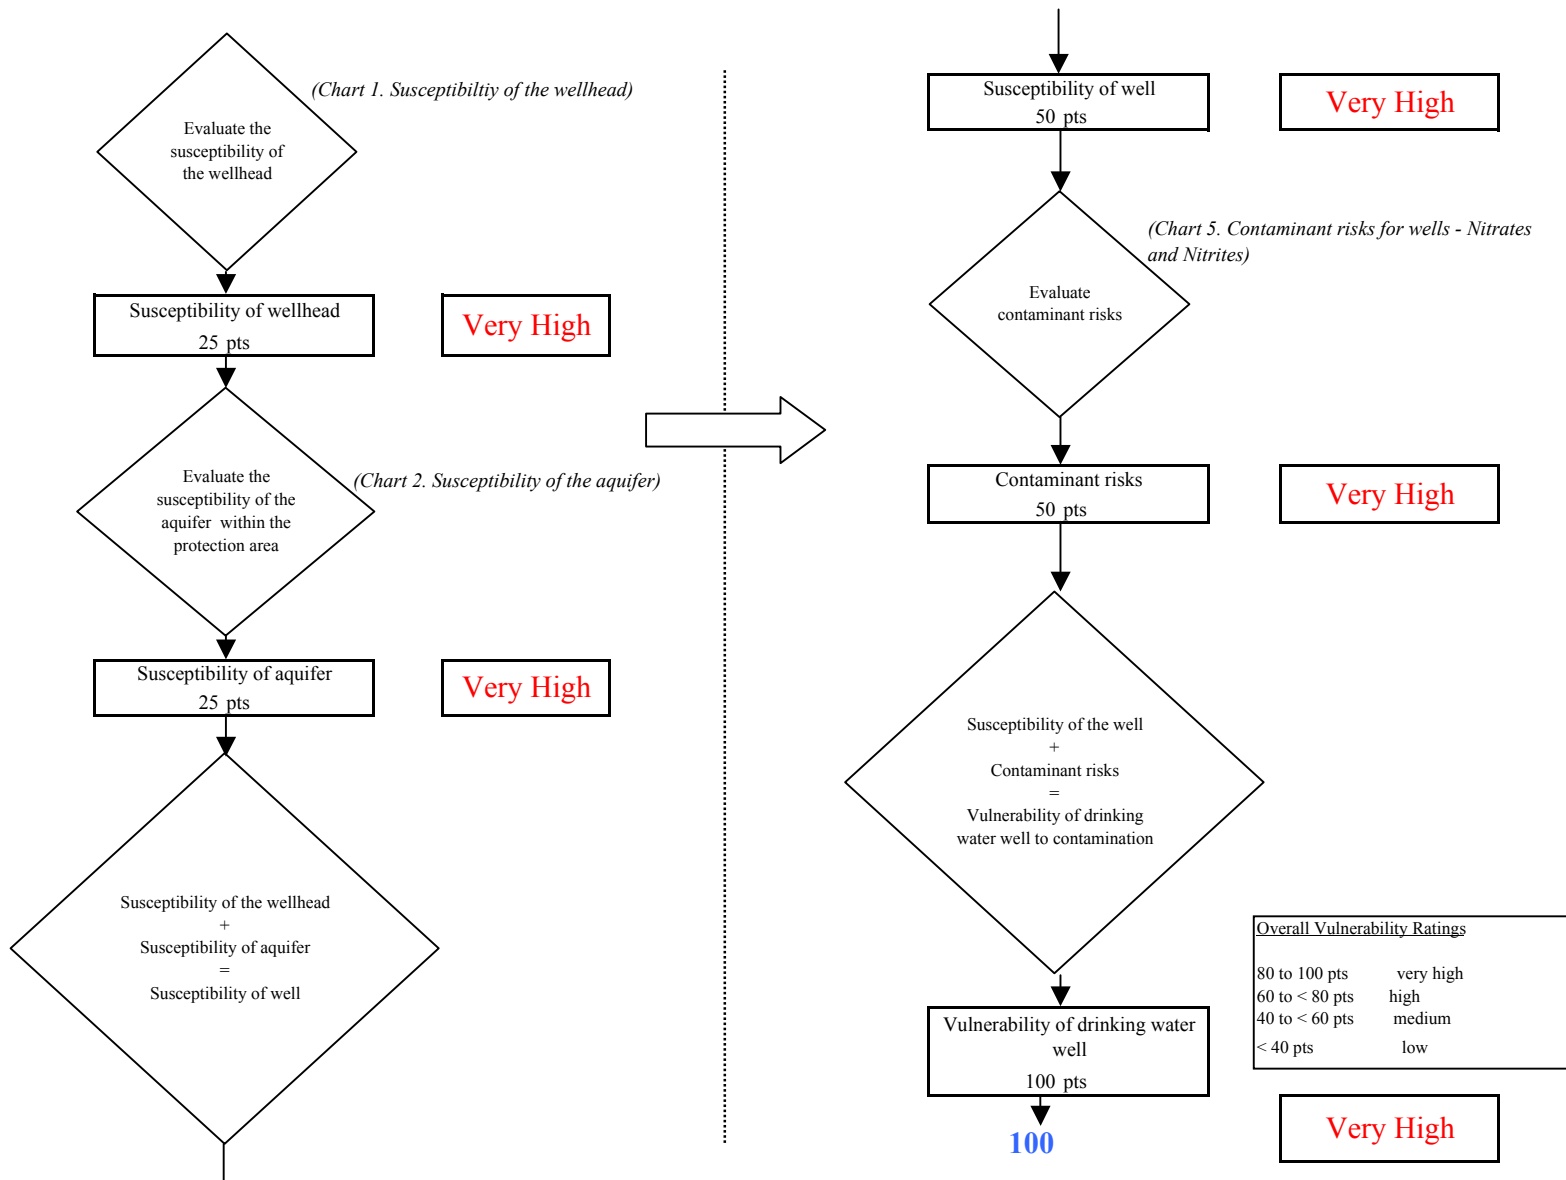 (Chart 1. Susceptibiltiy of the wellhead)
Evaluate the
susceptibility of
the wellhead
Susceptibility of wellhead
25 pts
Very High
Evaluate the
susceptibility of the
aquifer within the
protection area
(Chart 2. Susceptibility of the aquifer)
Susceptibility of aquifer
25 pts
Very High
Susceptibility of the wellhead
+
Susceptibility of aquifer
=
Susceptibility of well
Susceptibility of well
50 pts
Very High
(Chart 5. Contaminant risks for wells - Nitrates
and Nitrites)
Evaluate
contaminant risks
Contaminant risks
50 pts
Very High
Susceptibility of the well
+
Contaminant risks
=
Vulnerability of drinking
water well to contamination
Overall Vulnerability Ratings
80 to 100 pts very high
60 to < 80 pts high
40 to < 60 pts medium
< 40 pts low
Vulnerability of drinking water
well
100 pts
100
Very High